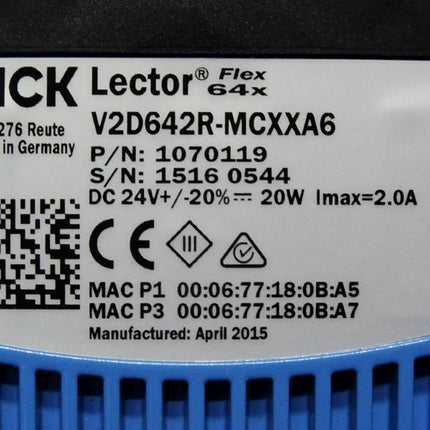 ICK Lector® Flex 64x
276 Reute
in Germany
V2D642R-MCXXA6
P/N: 1070119
S/N: 1516 0544
DC 24V+/-20% ⎓ 20W Imax=2.0A
CE III
MAC P1 00:06:77:18:0B:A5
MAC P3 00:06:77:18:0B:A7
Manufactured: April 2015